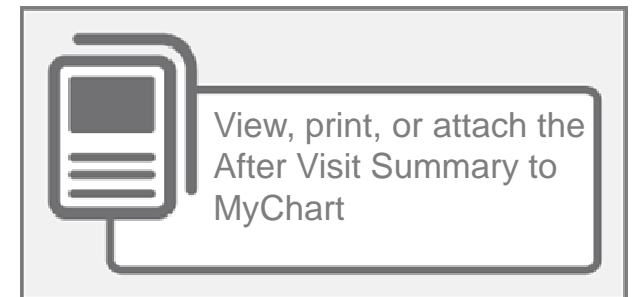 View, print, or attach the
After Visit Summary to
MyChart